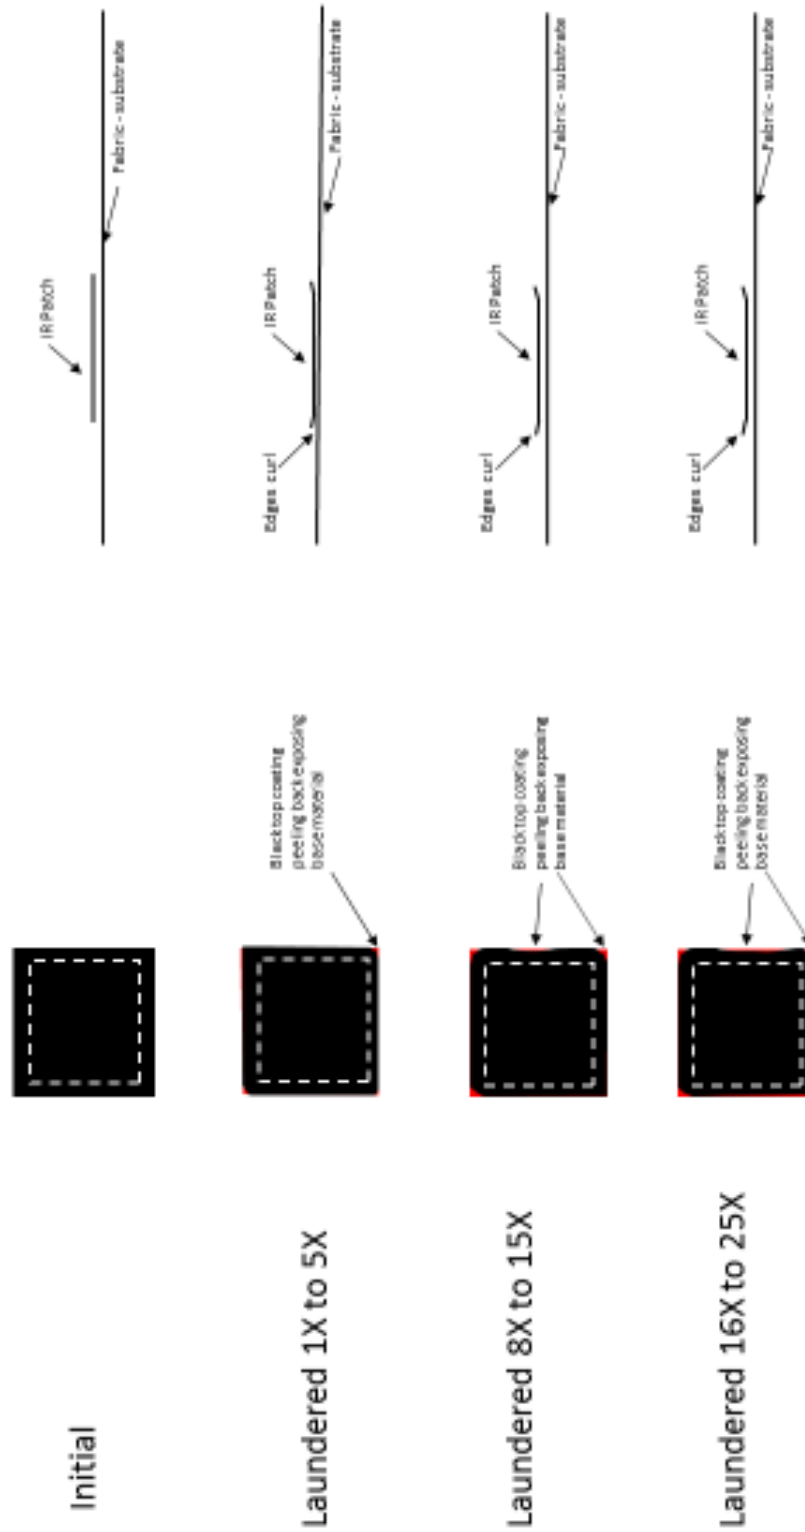 Initial
IR Patch
Fabric - substrate
Laundered 1X to 5X
Black top coating
peeling back exposing
base material
Edges curl
IR Patch
Fabric - substrate
Laundered 8X to 15X
Black top coating
peeling back exposing
base material
Edges curl
IR Patch
Fabric - substrate
Laundered 16X to 25X
Black top coating
peeling back exposing
base material
Edges curl
IR Patch
Fabric - substrate